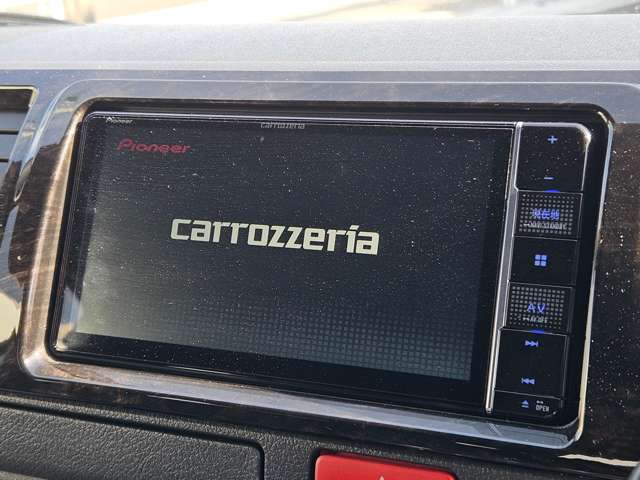 Pioneer
carrozzeria
Pioneer
carrozzeria
+
−
現在地
AV
OPEN